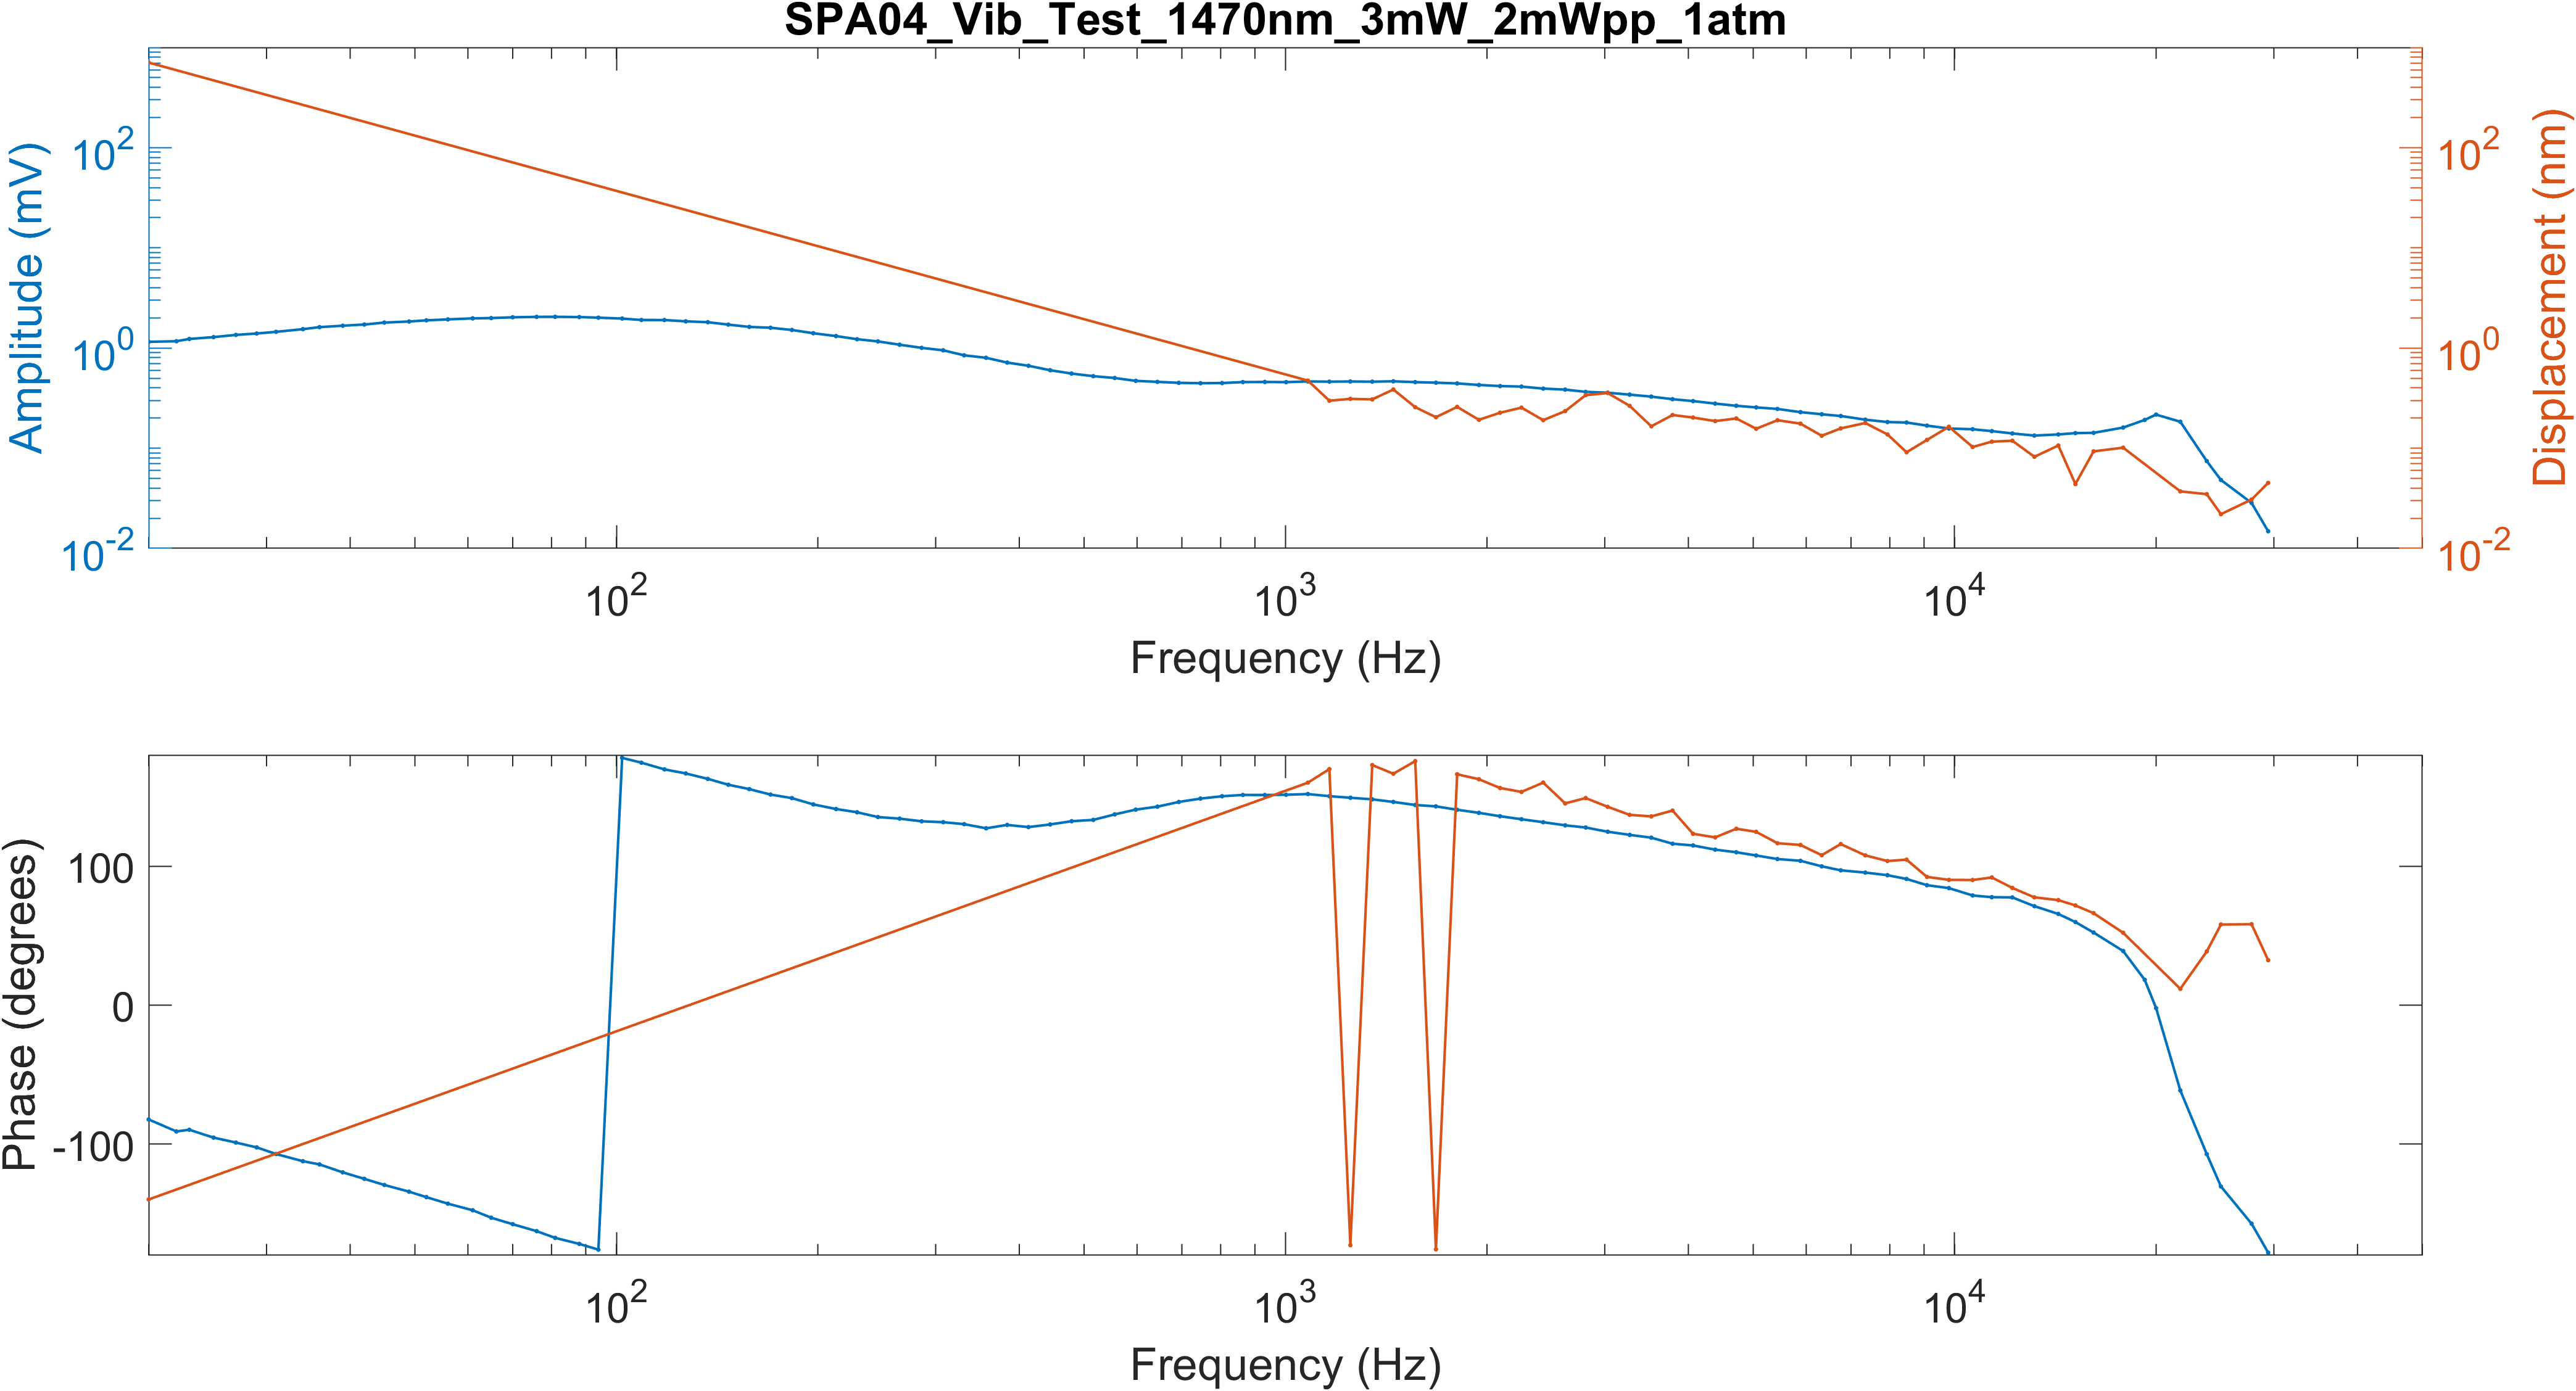 SPA04_Vib_Test_1470nm_3mW_2mWpp_1atm
Amplitude (mV)
10^2
10^0
10^-2
10^2
10^0
10^-2
Displacement (nm)
10^2 10^3 10^4
Frequency (Hz)
Phase (degrees)
100
0
-100
10^2 10^3 10^4
Frequency (Hz)